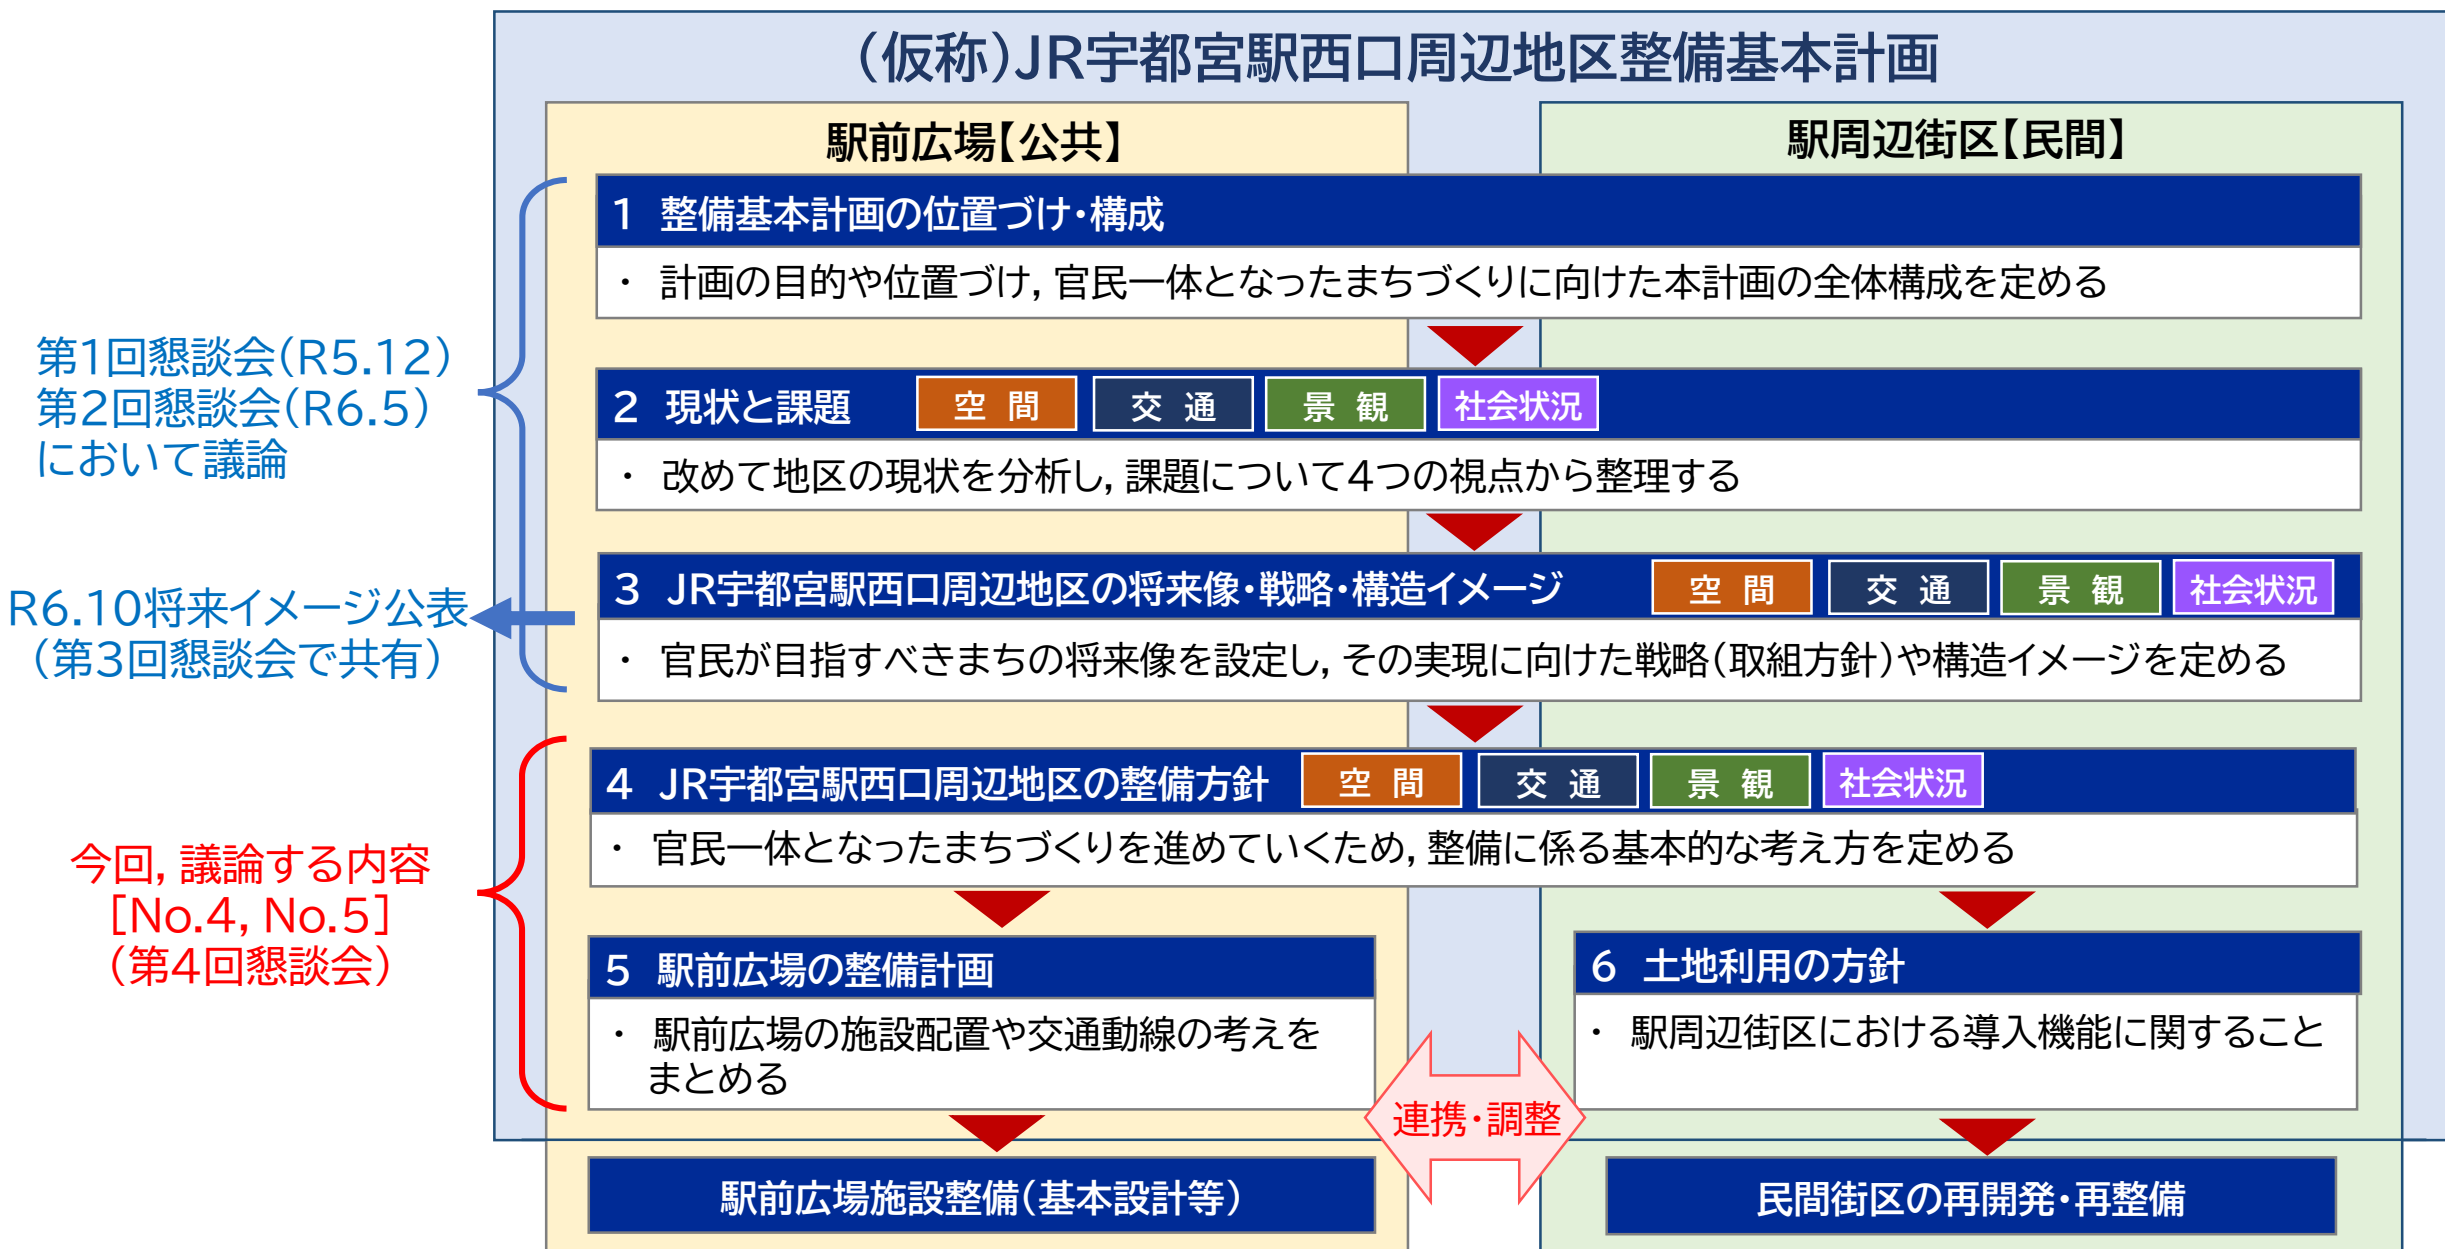 （仮称）JR宇都宮駅西口周辺地区整備基本計画
駅前広場【公共】
駅周辺街区【民間】
1 整備基本計画の位置づけ・構成
・ 計画の目的や位置づけ，官民一体となったまちづくりに向けた本計画の全体構成を定める
第1回懇談会（R5.12）
第2回懇談会（R6.5）
において議論
2 現状と課題 空 間 交 通 景 観 社会状況
・ 改めて地区の現状を分析し，課題について4つの視点から整理する
R6.10将来イメージ公表
（第3回懇談会で共有）
3 JR宇都宮駅西口周辺地区の将来像・戦略・構造イメージ 空 間 交 通 景 観 社会状況
・ 官民が目指すべきまちの将来像を設定し，その実現に向けた戦略（取組方針）や構造イメージを定める
4 JR宇都宮駅西口周辺地区の整備方針 空 間 交 通 景 観 社会状況
・ 官民一体となったまちづくりを進めていくため，整備に係る基本的な考え方を定める
今回，議論する内容
［No.4，No.5］
（第4回懇談会）
5 駅前広場の整備計画
・ 駅前広場の施設配置や交通動線の考えを
まとめる
6 土地利用の方針
・ 駅周辺街区における導入機能に関すること
連携・調整
駅前広場施設整備（基本設計等）
民間街区の再開発・再整備